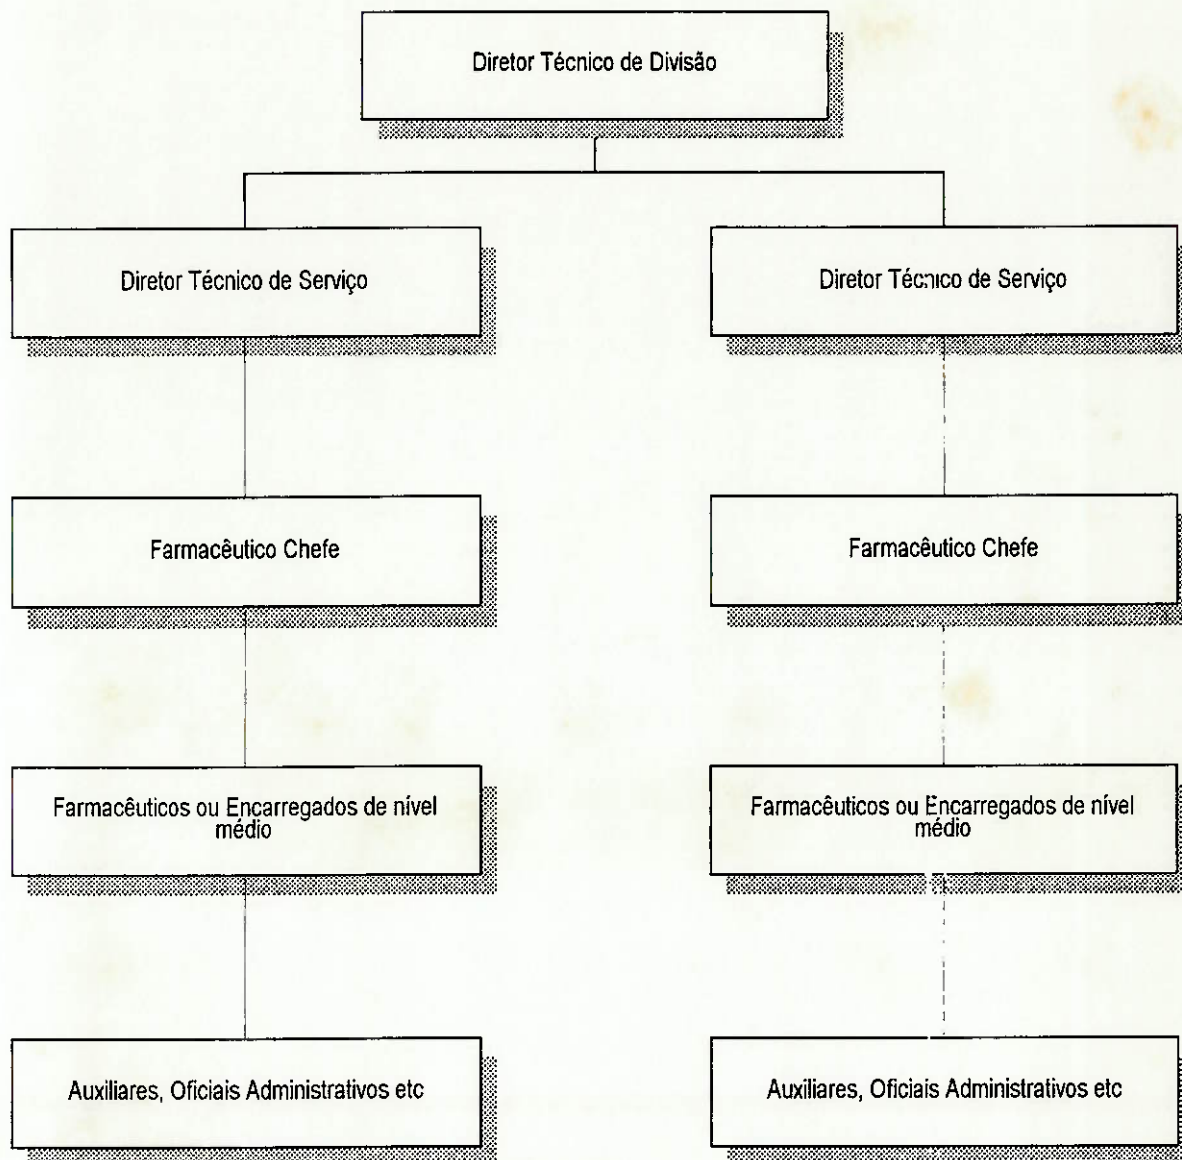 Diretor Técnico de Divisão
Diretor Técnico de Serviço
Diretor Técnico de Serviço
Farmacêutico Chefe
Farmacêutico Chefe
Farmacêuticos ou Encarregados de nível
médio
Farmacêuticos ou Encarregados de nível
médio
Auxiliares, Oficiais Administrativos etc
Auxiliares, Oficiais Administrativos etc